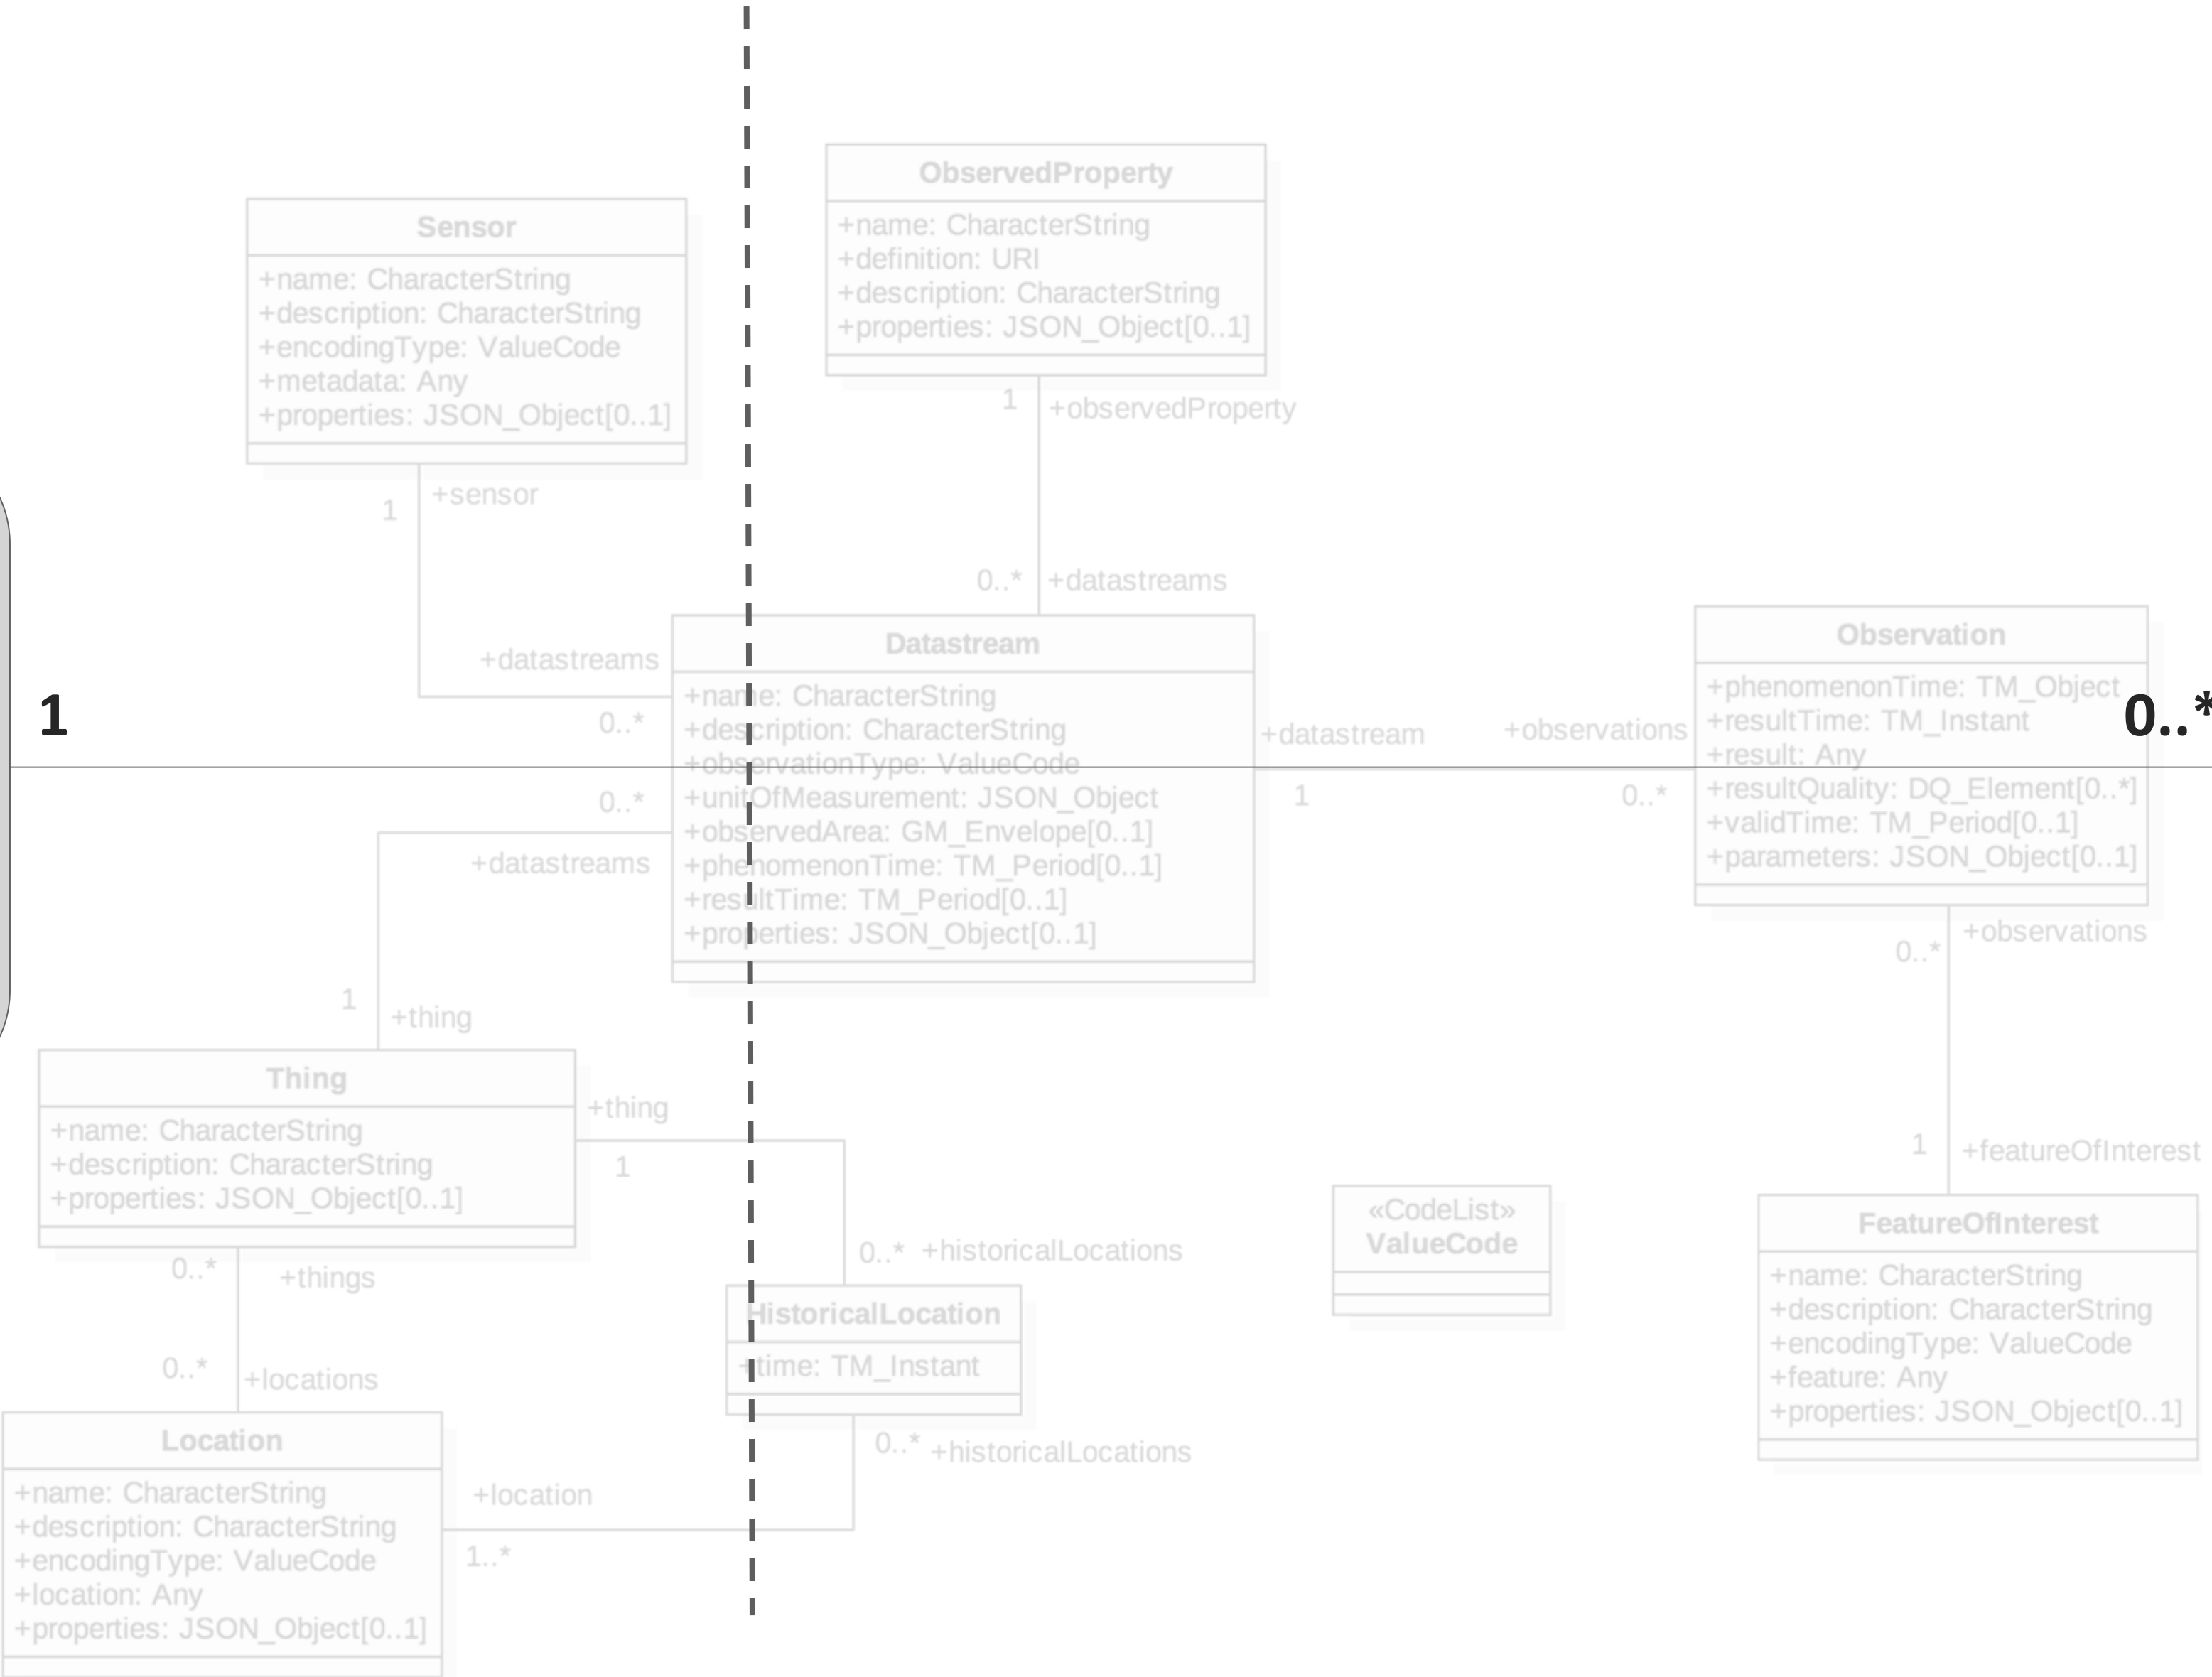 ObservedProperty
+name: CharacterString
+definition: URI
+description: CharacterString
+properties: JSON_Object[0..1]
1
+observedProperty
0..*
+datastreams
Sensor
+name: CharacterString
+description: CharacterString
+encodingType: ValueCode
+metadata: Any
+properties: JSON_Object[0..1]
1
+sensor
+datastreams
0..*
1
Datastream
+name: CharacterString
+description: CharacterString
+observationType: ValueCode
+unitOfMeasurement: JSON_Object
+observedArea: GM_Envelope[0..1]
+phenomenonTime: TM_Period[0..1]
+resultTime: TM_Period[0..1]
+properties: JSON_Object[0..1]
+datastream
1
+observations
0..*
Observation
+phenomenonTime: TM_Object
+resultTime: TM_Instant
+result: Any
+resultQuality: DQ_Element[0..*]
+validTime: TM_Period[0..1]
+parameters: JSON_Object[0..1]
0..*
0..*
+datastreams
1
+thing
0..*
+observations
1
+featureOfInterest
Thing
+name: CharacterString
+description: CharacterString
+properties: JSON_Object[0..1]
+thing
1
0..*
+historicalLocations
0..*
+things
0..*
+locations
HistoricalLocation
+time: TM_Instant
0..*
+historicalLocations
«CodeList»
ValueCode
FeatureOfInterest
+name: CharacterString
+description: CharacterString
+encodingType: ValueCode
+feature: Any
+properties: JSON_Object[0..1]
Location
+name: CharacterString
+description: CharacterString
+encodingType: ValueCode
+location: Any
+properties: JSON_Object[0..1]
+location
1..*